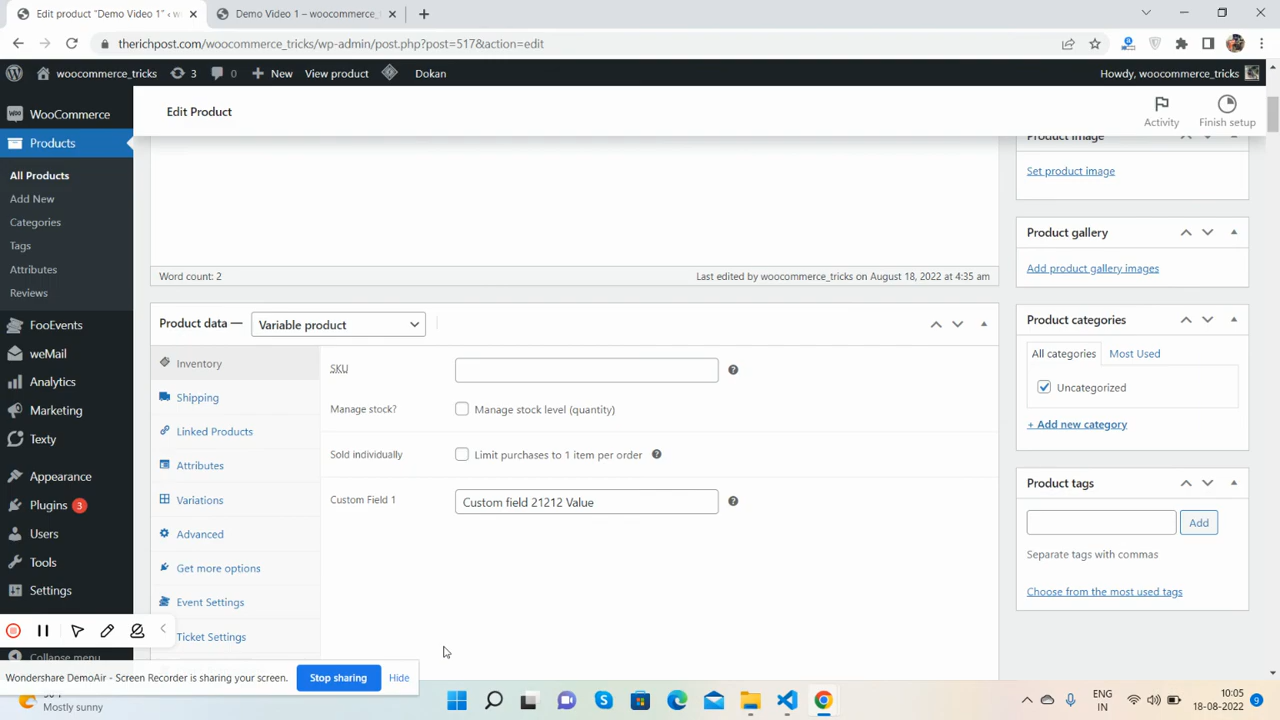 Edit product "Demo Video 1" ‹ w
Demo Video 1 – woocommerce_t
therichpost.com/woocommerce_tricks/wp-admin/post.php?post=517&action=edit
woocommerce_tricks 3 0 New View product Dokan Howdy, woocommerce_tricks
WooCommerce
Products
All Products
Add New
Categories
Tags
Attributes
Reviews
FooEvents
weMail
Analytics
Marketing
Texty
Appearance
Plugins 3
Users
Tools
Settings
Collapse menu
Edit Product
Activity
Finish setup
Word count: 2
Last edited by woocommerce_tricks on August 18, 2022 at 4:35 am
Product data — Variable product
Inventory
Shipping
Linked Products
Attributes
Variations
Advanced
Get more options
Event Settings
Ticket Settings
SKU
Manage stock? Manage stock level (quantity)
Sold individually Limit purchases to 1 item per order
Custom Field 1 Custom field 21212 Value
Product image
Set product image
Product gallery
Add product gallery images
Product categories
All categories Most Used
Uncategorized
+ Add new category
Product tags
Add
Separate tags with commas
Choose from the most used tags
Wondershare DemoAir - Screen Recorder is sharing your screen. Stop sharing Hide
Mostly sunny
ENG
IN
10:05
18-08-2022
9